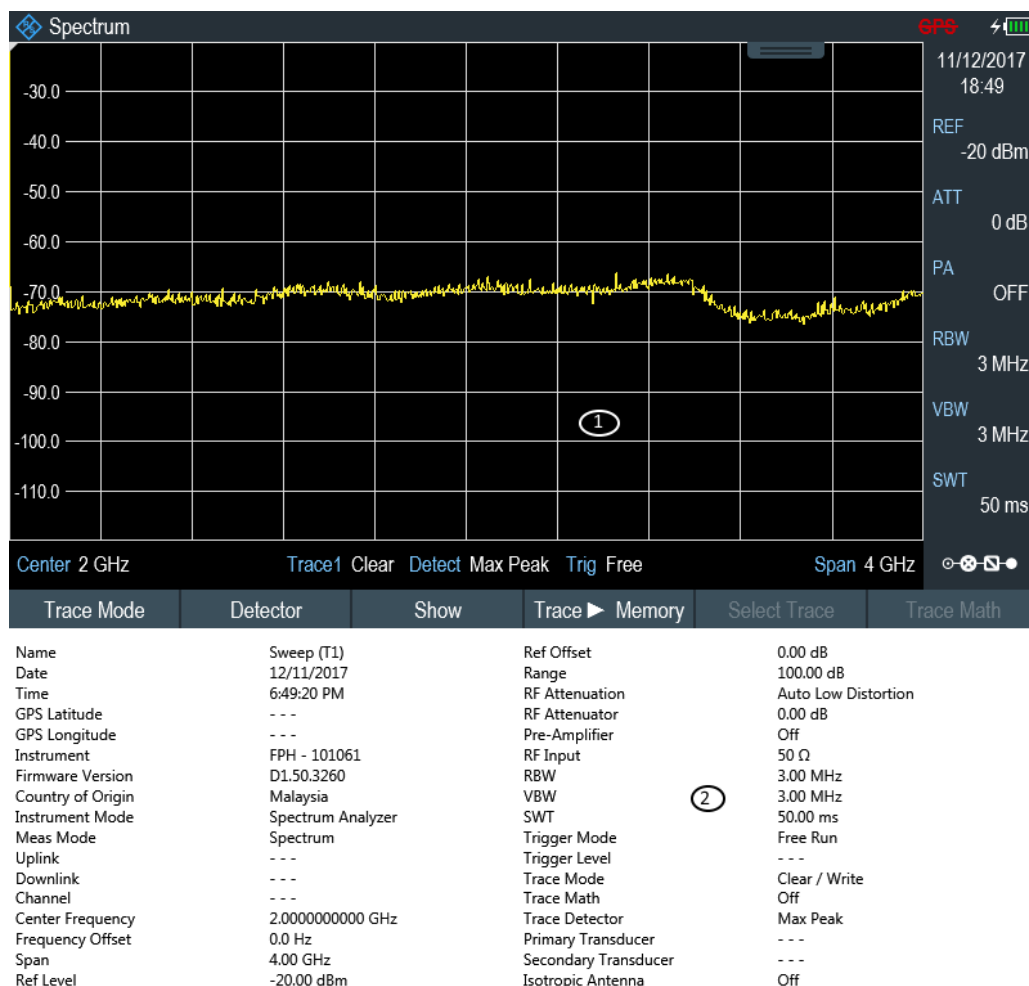 Spectrum
GPS
11/12/2017
18:49
-30.0
-40.0
-50.0
-60.0
-70.0
-80.0
-90.0
-100.0
-110.0
REF
-20 dBm
ATT
0 dB
PA
OFF
RBW
3 MHz
VBW
3 MHz
SWT
50 ms
1
Center 2 GHz Trace1 Clear Detect Max Peak Trig Free Span 4 GHz
Trace Mode Detector Show Trace ► Memory Select Trace Trace Math
Name Sweep (T1)
Date 12/11/2017
Time 6:49:20 PM
GPS Latitude - - -
GPS Longitude - - -
Instrument FPH - 101061
Firmware Version D1.50.3260
Country of Origin Malaysia
Instrument Mode Spectrum Analyzer
Meas Mode Spectrum
Uplink - - -
Downlink - - -
Channel - - -
Center Frequency 2.0000000000 GHz
Frequency Offset 0.0 Hz
Span 4.00 GHz
Ref Level -20.00 dBm
Ref Offset 0.00 dB
Range 100.00 dB
RF Attenuation Auto Low Distortion
RF Attenuator 0.00 dB
Pre-Amplifier Off
RF Input 50 Ω
RBW 3.00 MHz
VBW 3.00 MHz
2
SWT 50.00 ms
Trigger Mode Free Run
Trigger Level - - -
Trace Mode Clear / Write
Trace Math Off
Trace Detector Max Peak
Primary Transducer - - -
Secondary Transducer - - -
Isotropic Antenna Off